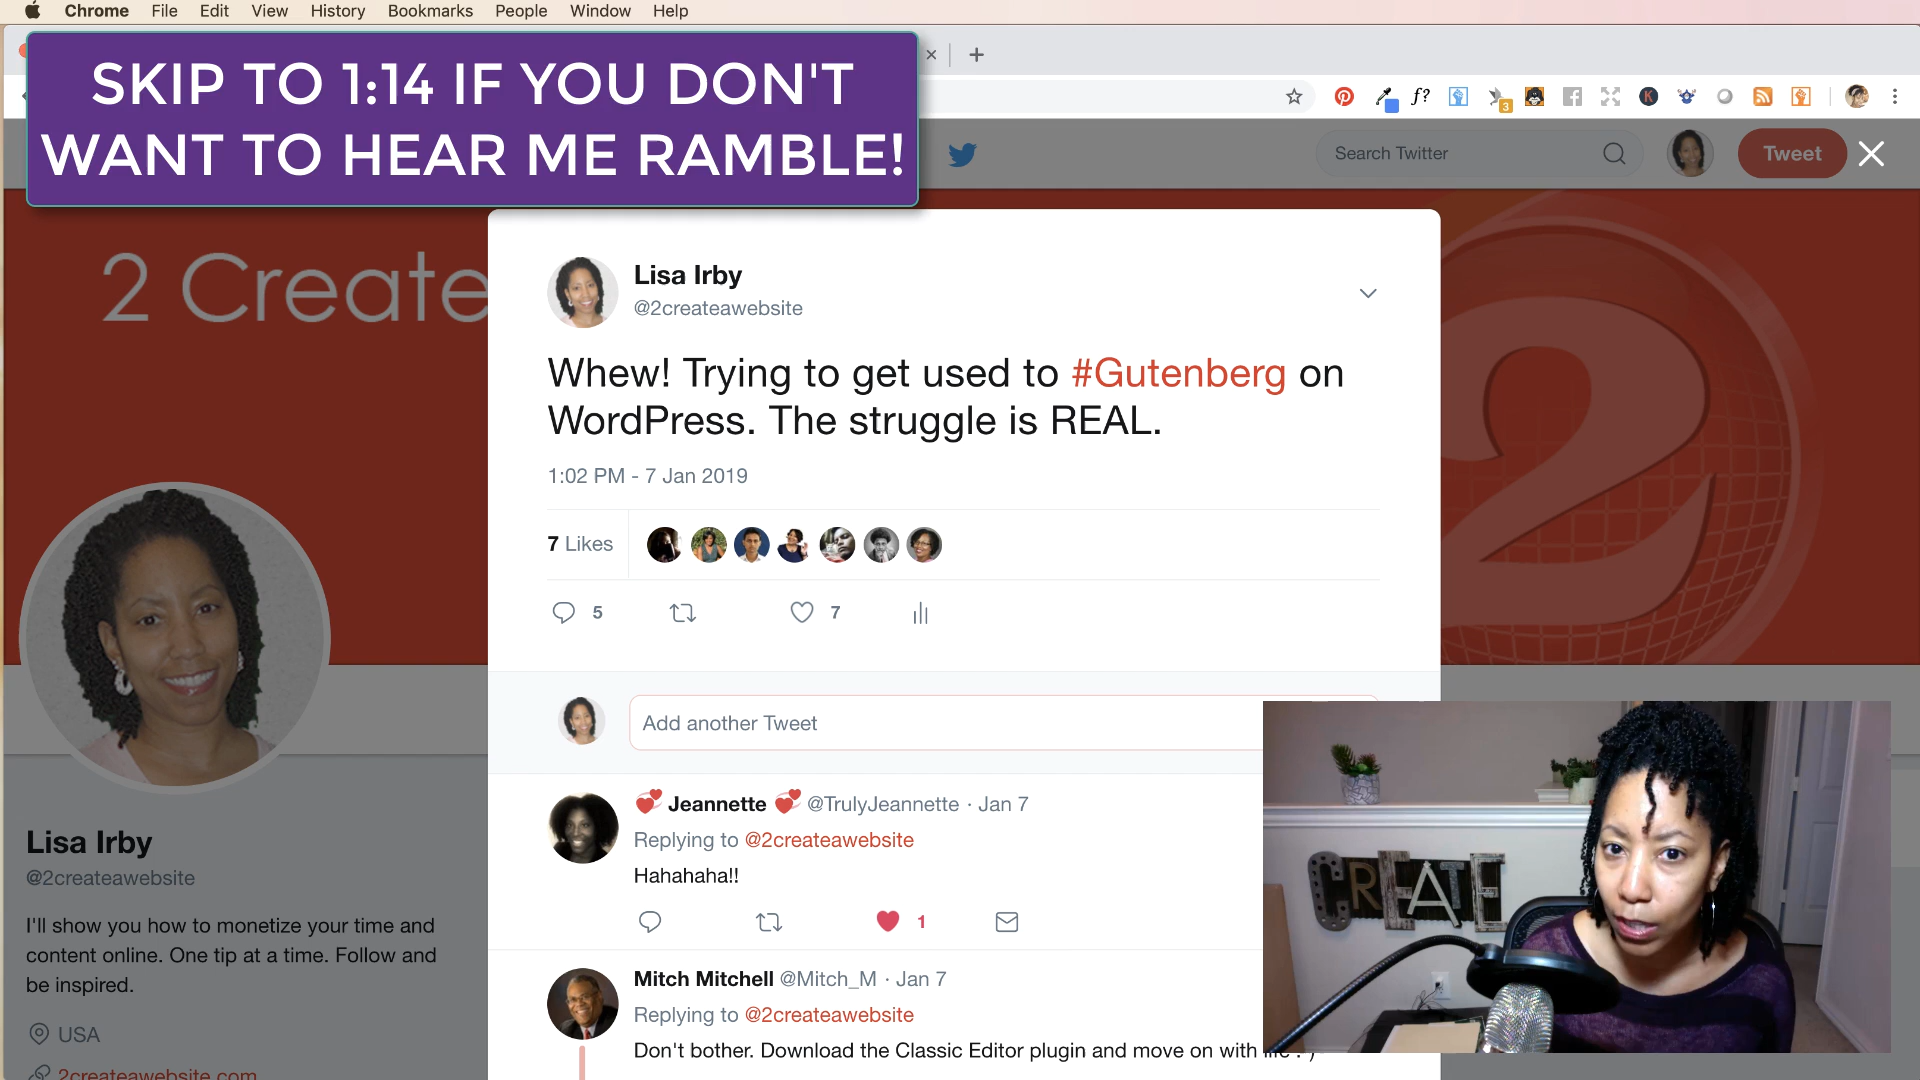 Chrome File Edit View History Bookmarks People Window Help
SKIP TO 1:14 IF YOU DON'T
WANT TO HEAR ME RAMBLE!
f?
3
K
Search Twitter
Tweet
2 Create
2
Lisa Irby
@2createawebsite
Whew! Trying to get used to #Gutenberg on
WordPress. The struggle is REAL.
1:02 PM - 7 Jan 2019
7 Likes
5 7
Add another Tweet
Jeannette @TrulyJeannette · Jan 7
Replying to @2createawebsite
Hahahaha!!
1
Mitch Mitchell @Mitch_M · Jan 7
Replying to @2createawebsite
Don't bother. Download the Classic Editor plugin and move on with
Lisa Irby
@2createawebsite
I'll show you how to monetize your time and
content online. One tip at a time. Follow and
be inspired.
USA
2createawebsite.com
CREATE